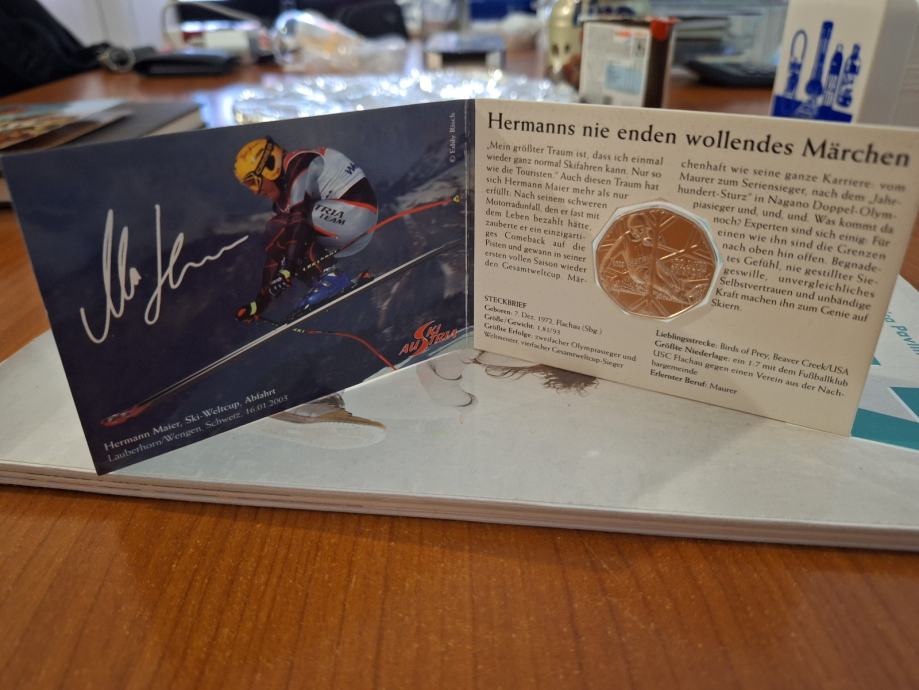 © Eddy Risch
TRIA
TEAM
SKI
AUSTRIA
Hermann Maier, Ski-Weltcup, Abfahrt
Lauberhorn/Wengen, Schweiz, 16.01.2003
Hermanns nie enden wollendes Märchen
„Mein größter Traum ist, dass ich einmal
wieder ganz normal Skifahren kann. Nur so
wie die Touristen.“ Auch diesen Traum hat
sich Hermann Maier mehr als nur
erfüllt. Nach seinem schweren
Motorradunfall, den er fast mit
dem Leben bezahlt hätte,
zauberte er ein einzigarti-
ges Comeback auf die
Pisten und gewann in seiner
ersten vollen Saison wieder
den Gesamtweltcup. Mär-
chenhaft wie seine ganze Karriere: vom
Maurer zum Seriensieger, nach dem „Jahr-
hundert-Sturz“ in Nagano Doppel-Olym-
piasieger und, und, und. Was kommt da
noch? Experten sind sich einig: Für
einen wie ihn sind die Grenzen
nach oben hin offen. Begnade-
tes Gefühl, nie gestillter Sie-
geswille, unvergleichliches
Selbstvertrauen und unbändige
Kraft machen ihn zum Genie auf
Skiern.
STECKBRIEF
Geboren: 7. Dez. 1972, Flachau (Sbg.)
Größe/Gewicht: 1,81/93
Größte Erfolge: zweifacher Olympiasieger und
Weltmeister, vierfacher Gesamtweltcup-Sieger
Lieblingsstrecke: Birds of Prey, Beaver Creek/USA
Größte Niederlage: ein 1:7 mit dem Fußballklub
USC Flachau gegen einen Verein aus der Nach-
bargemeinde
Erlernter Beruf: Maurer